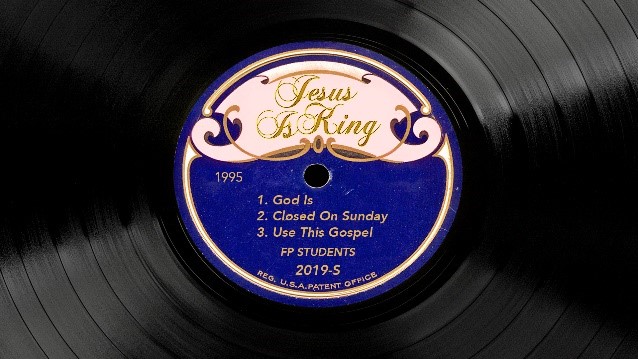 Jesus
Is King
1995
1. God Is
2. Closed On Sunday
3. Use This Gospel
FP STUDENTS
2019-S
REG. U.S.A. PATENT OFFICE